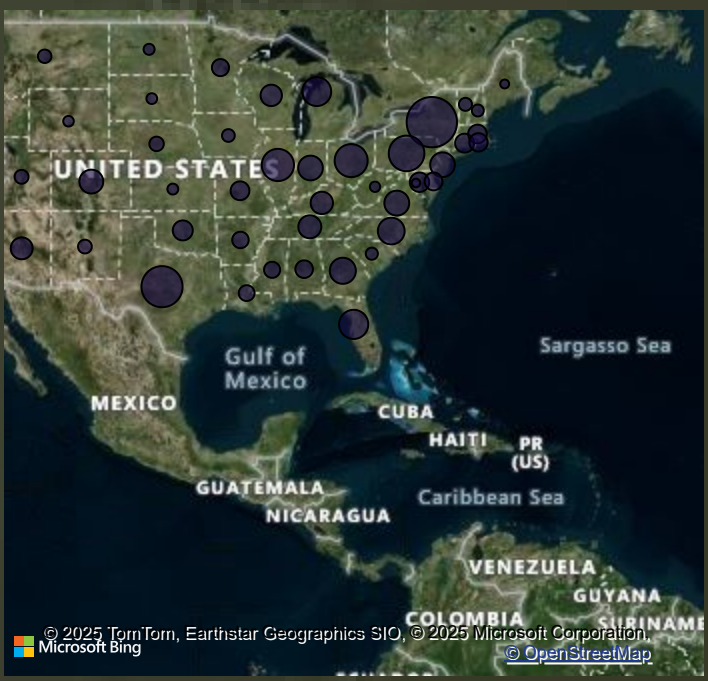 UNITED STATES
Gulf of
Mexico
Sargasso Sea
MEXICO
CUBA
HAITI
PR
(US)
GUATEMALA
Caribbean Sea
NICARAGUA
VENEZUELA
GUYANA
COLOMBIA
SURINAME
© 2025 TomTom, Earthstar Geographics SIO, © 2025 Microsoft Corporation,
Microsoft Bing
© OpenStreetMap